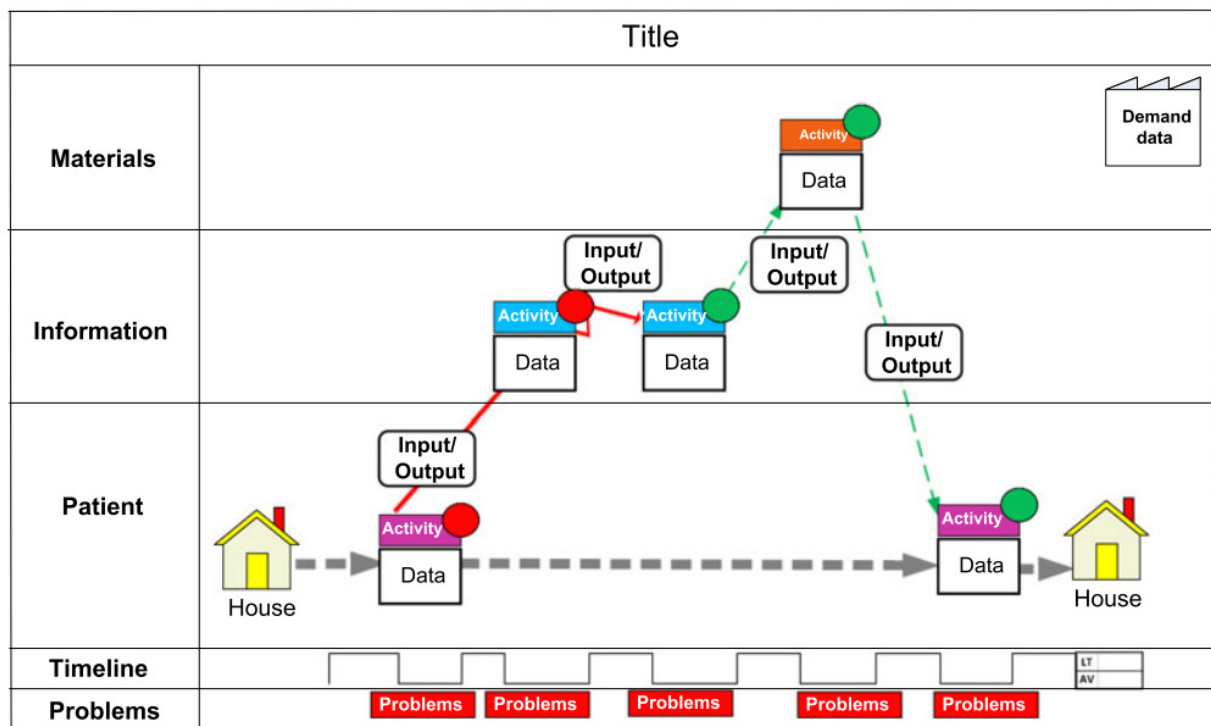 Title
Materials
Activity
Data
Demand
data
Information
Input/
Output
Input/
Output
Activity
Data
Activity
Data
Input/
Output
Patient
Input/
Output
Activity
Data
Activity
Data
House
House
Timeline
LT
AV
Problems
Problems
Problems
Problems
Problems
Problems